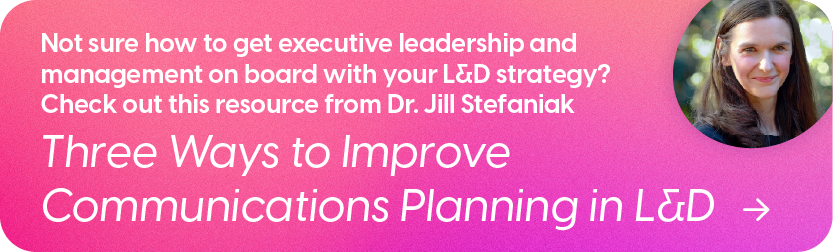 Not sure how to get executive leadership and
management on board with your L&D strategy?
Check out this resource from Dr. Jill Stefaniak
Three Ways to Improve
Communications Planning in L&D →